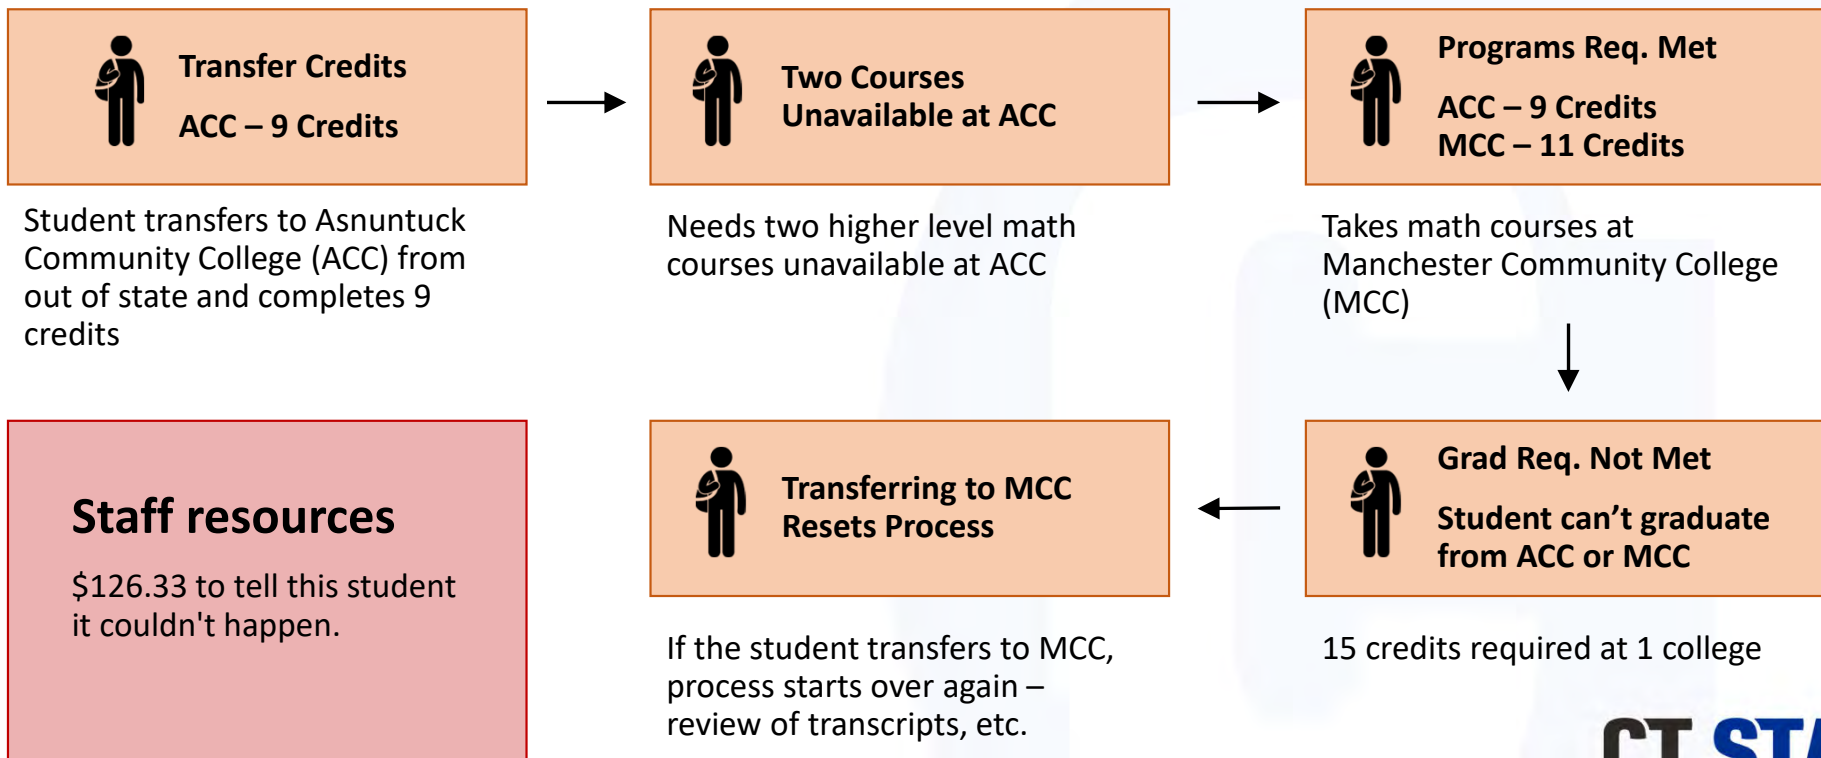 Transfer Credits
ACC – 9 Credits
Student transfers to Asnuntuck
Community College (ACC) from
out of state and completes 9
credits
Two Courses
Unavailable at ACC
Needs two higher level math
courses unavailable at ACC
Programs Req. Met
ACC – 9 Credits
MCC – 11 Credits
Takes math courses at
Manchester Community College
(MCC)
Grad Req. Not Met
Student can’t graduate
from ACC or MCC
15 credits required at 1 college
Transferring to MCC
Resets Process
If the student transfers to MCC,
process starts over again –
review of transcripts, etc.
Staff resources
$126.33 to tell this student
it couldn't happen.
CT